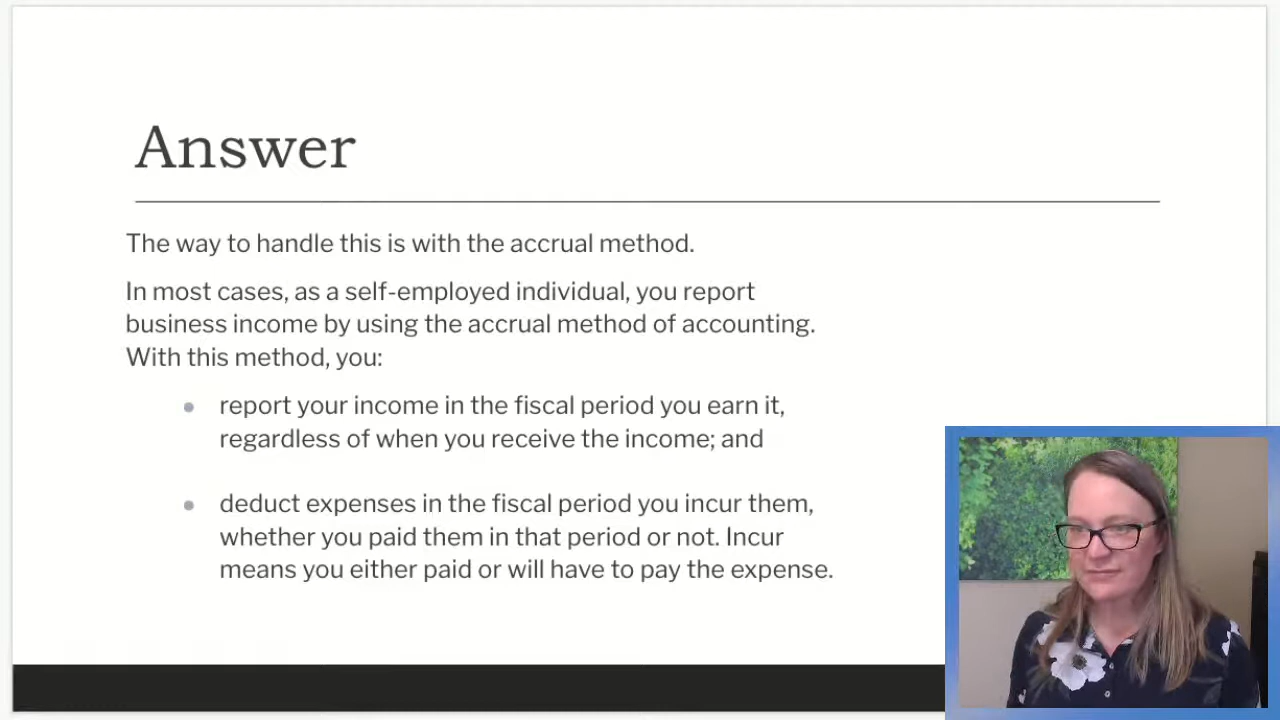 Answer
The way to handle this is with the accrual method.
In most cases, as a self-employed individual, you report
business income by using the accrual method of accounting.
With this method, you:
report your income in the fiscal period you earn it,
regardless of when you receive the income; and
deduct expenses in the fiscal period you incur them,
whether you paid them in that period or not. Incur
means you either paid or will have to pay the expense.